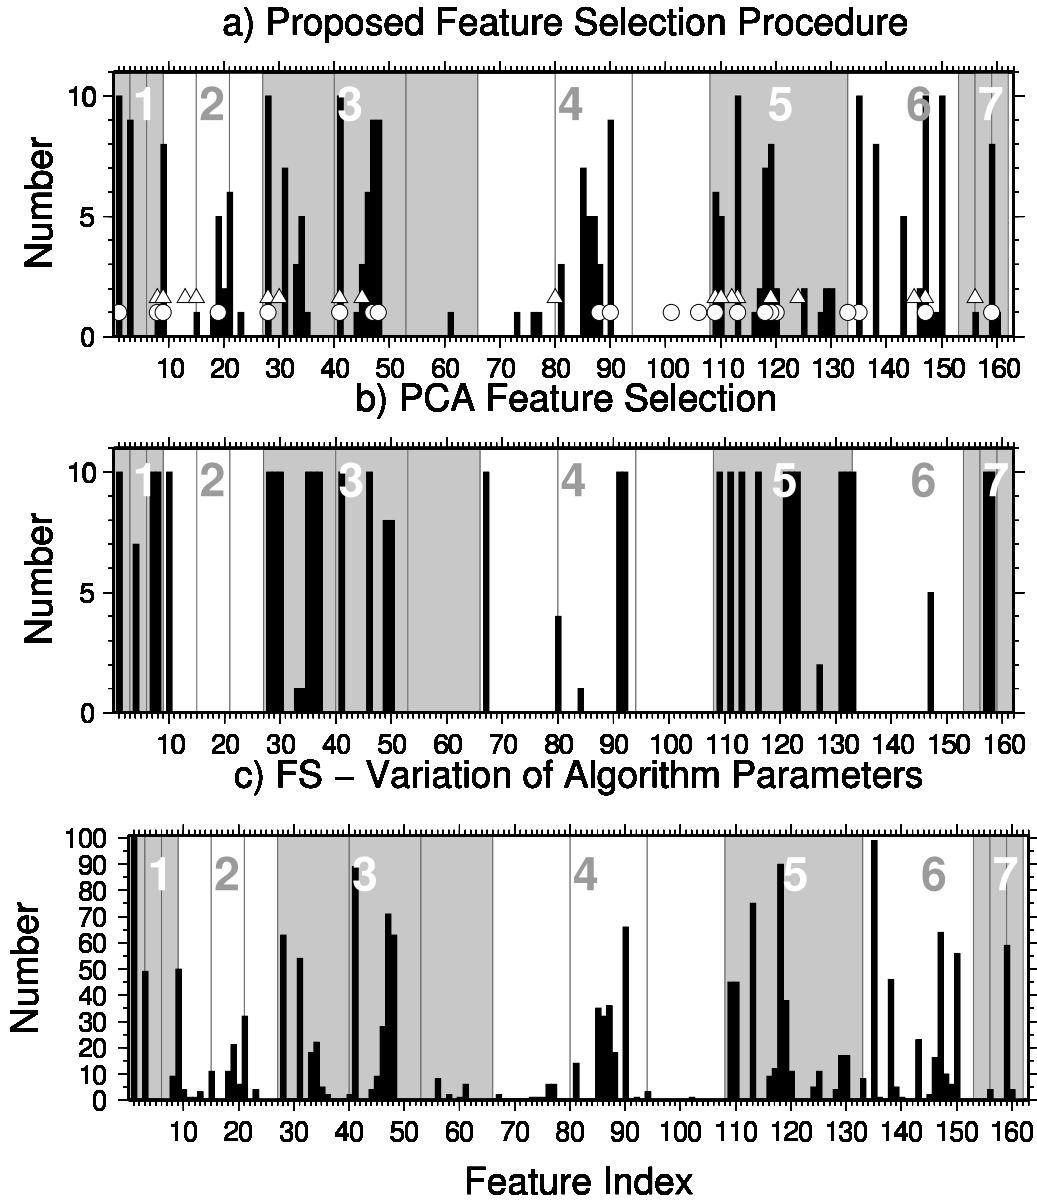 a) Proposed Feature Selection Procedure
1 2 3 4 5 6 7
10
5
0
Number
10 20 30 40 50 60 70 80 90 100 110 120 130 140 150 160
b) PCA Feature Selection
1 2 3 4 5 6 7
10
5
0
Number
10 20 30 40 50 60 70 80 90 100 110 120 130 140 150 160
c) FS – Variation of Algorithm Parameters
1 2 3 4 5 6 7
100
90
80
70
60
50
40
30
20
10
0
Number
10 20 30 40 50 60 70 80 90 100 110 120 130 140 150 160
Feature Index